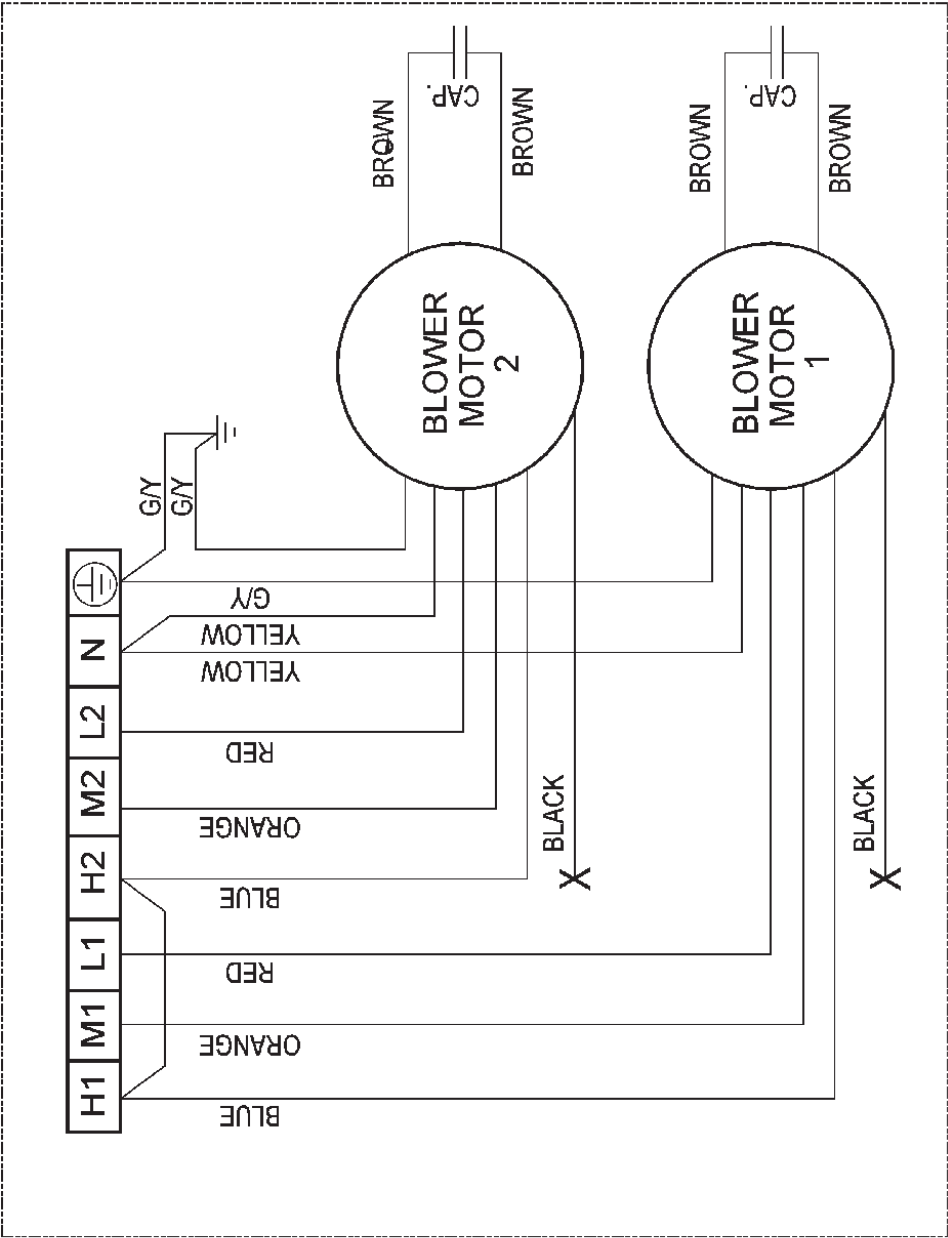 H1
M1
L1
H2
M2
L2
N
BLUE
ORANGE
RED
BLUE
ORANGE
RED
YELLOW
YELLOW
G/Y
G/Y
G/Y
BLACK
X
BLACK
X
BLOWER
MOTOR
2
BLOWER
MOTOR
1
BROWN
BROWN
CAP.
BROWN
BROWN
CAP.